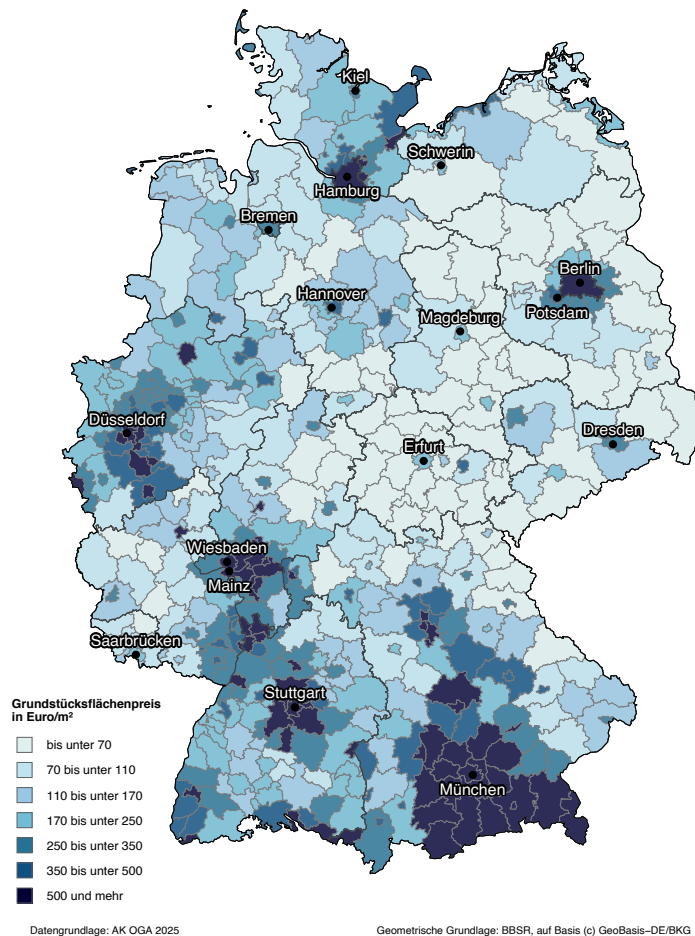 Kiel
Schwerin
Hamburg
Bremen
Berlin
Hannover
Potsdam
Magdeburg
Düsseldorf
Dresden
Erfurt
Wiesbaden
Mainz
Saarbrücken
Stuttgart
München
Grundstücksflächenpreis
in Euro/m²
bis unter 70
70 bis unter 110
110 bis unter 170
170 bis unter 250
250 bis unter 350
350 bis unter 500
500 und mehr
Datengrundlage: AK OGA 2025
Geometrische Grundlage: BBSR, auf Basis (c) GeoBasis–DE/BKG